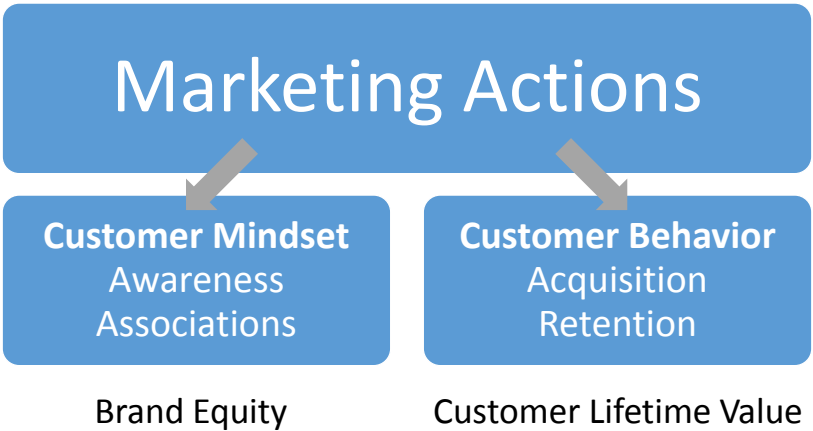 Marketing Actions
Customer Mindset
Awareness
Associations
Customer Behavior
Acquisition
Retention
Brand Equity
Customer Lifetime Value